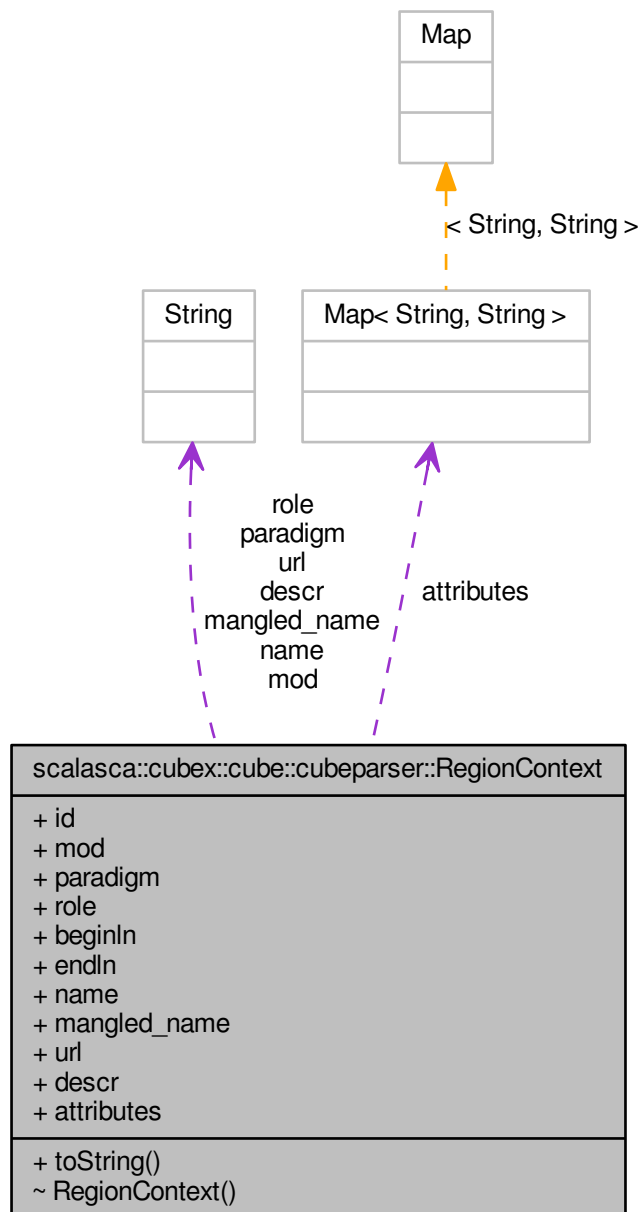 Map
< String, String >
String
Map< String, String >
role
paradigm
url
descr
mangled_name
name
mod
attributes
scalasca::cubex::cube::cubeparser::RegionContext
+ id
+ mod
+ paradigm
+ role
+ beginln
+ endln
+ name
+ mangled_name
+ url
+ descr
+ attributes
+ toString()
~ RegionContext()